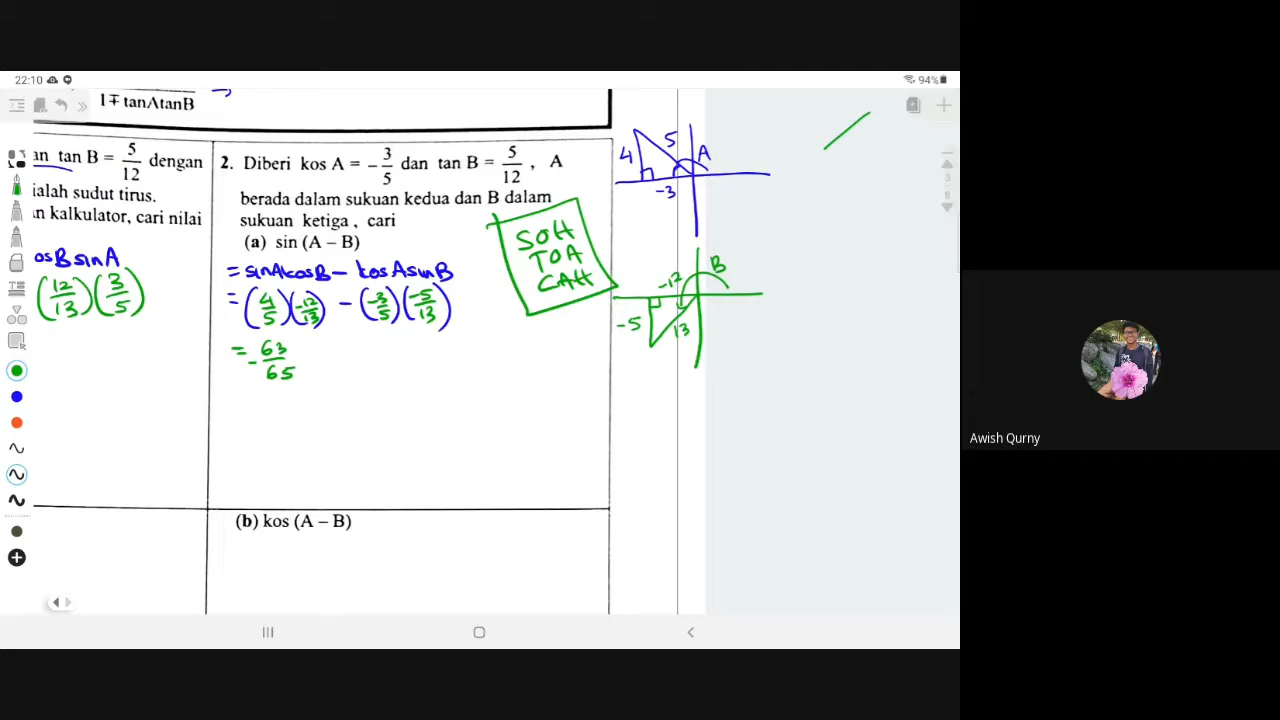 22:10
94%
1∓tanAtanB
an tan B = 5/12 dengan
ialah sudut tirus.
n kalkulator, cari nilai
osBsinA
(12/13)(3/5)
2. Diberi kos A = −3/5 dan tan B = 5/12 , A
berada dalam sukuan kedua dan B dalam
sukuan ketiga , cari
(a) sin (A − B)
= sinAkosB − kosAsinB
= (4/5)(-12/13) − (-3/5)(-5/13)
= -63/65
SOH
TOA
CAH
4
5
A
-3
B
-12
-5
13
(b) kos (A − B)
3
8
Awish Qurny